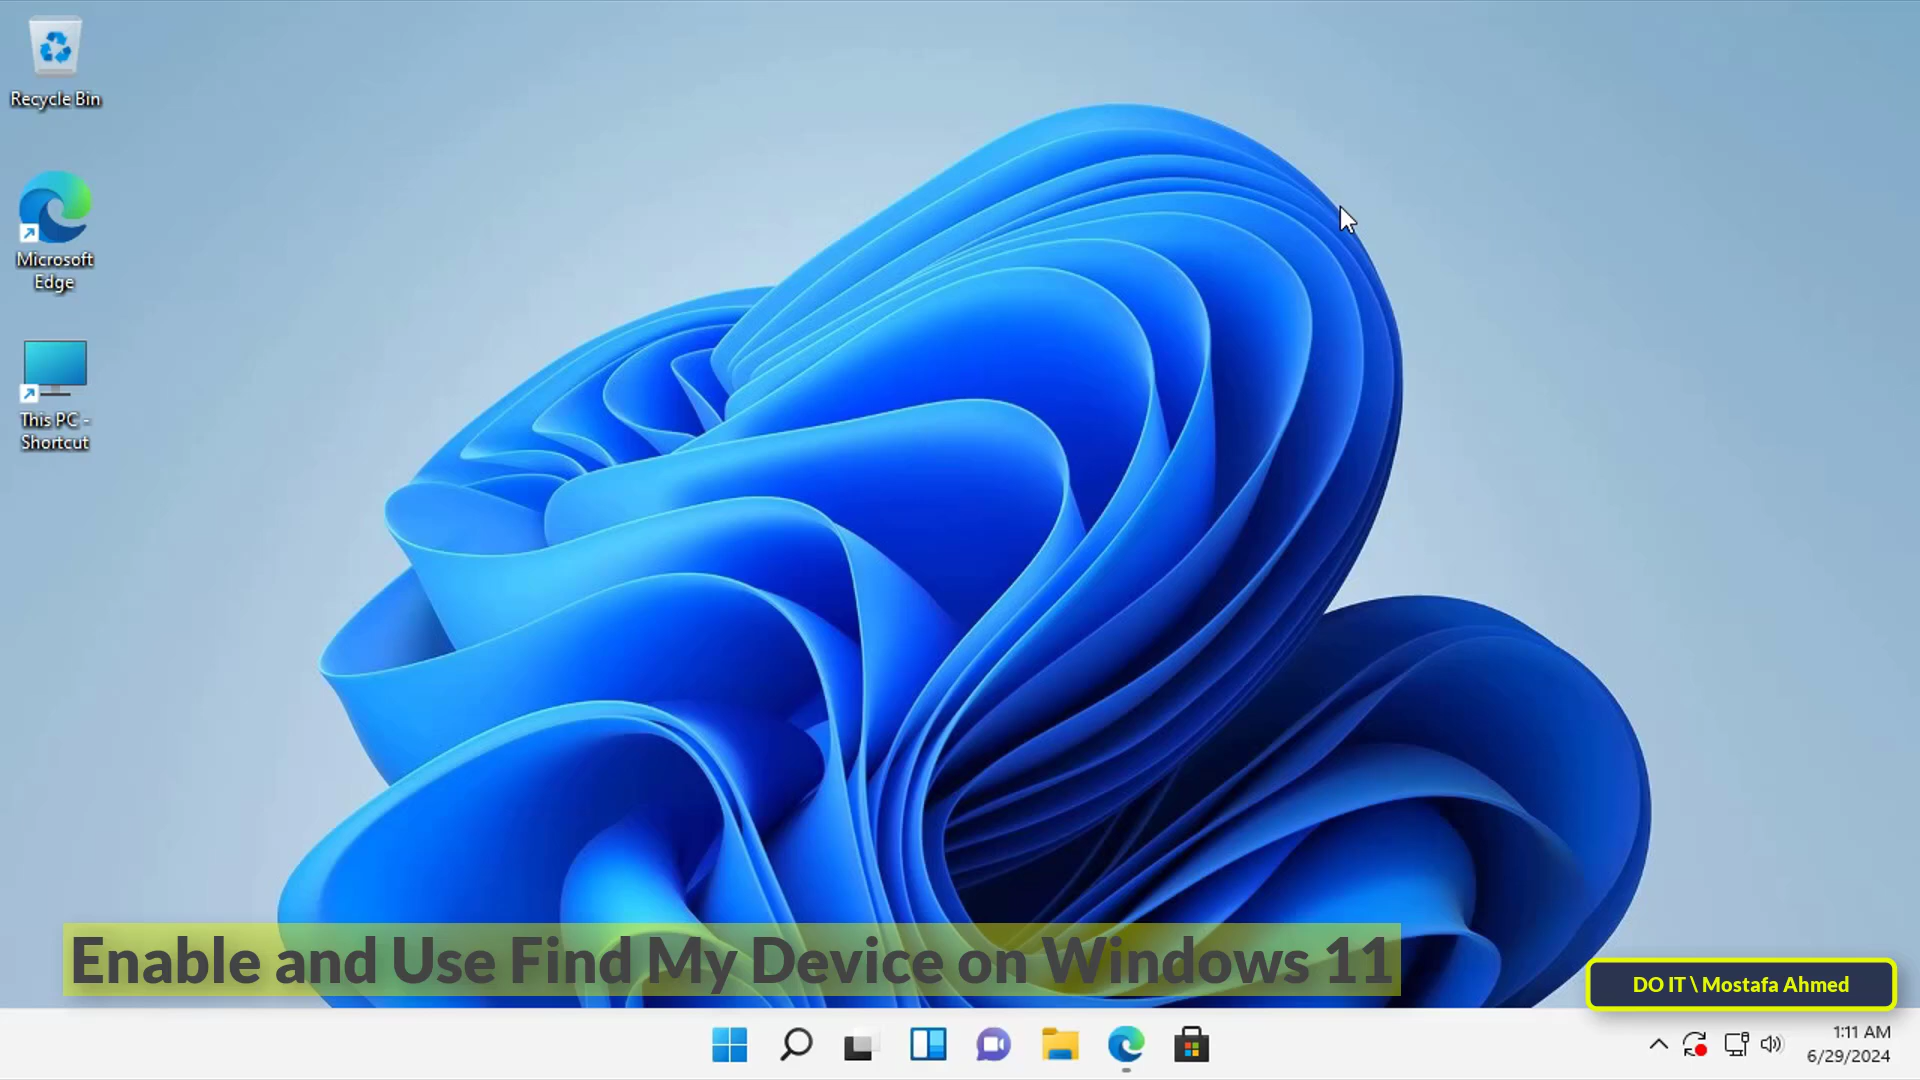 Recycle Bin
Microsoft
Edge
This PC -
Shortcut
Enable and Use Find My Device on Windows 11
DO IT \ Mostafa Ahmed
1:11 AM
6/29/2024